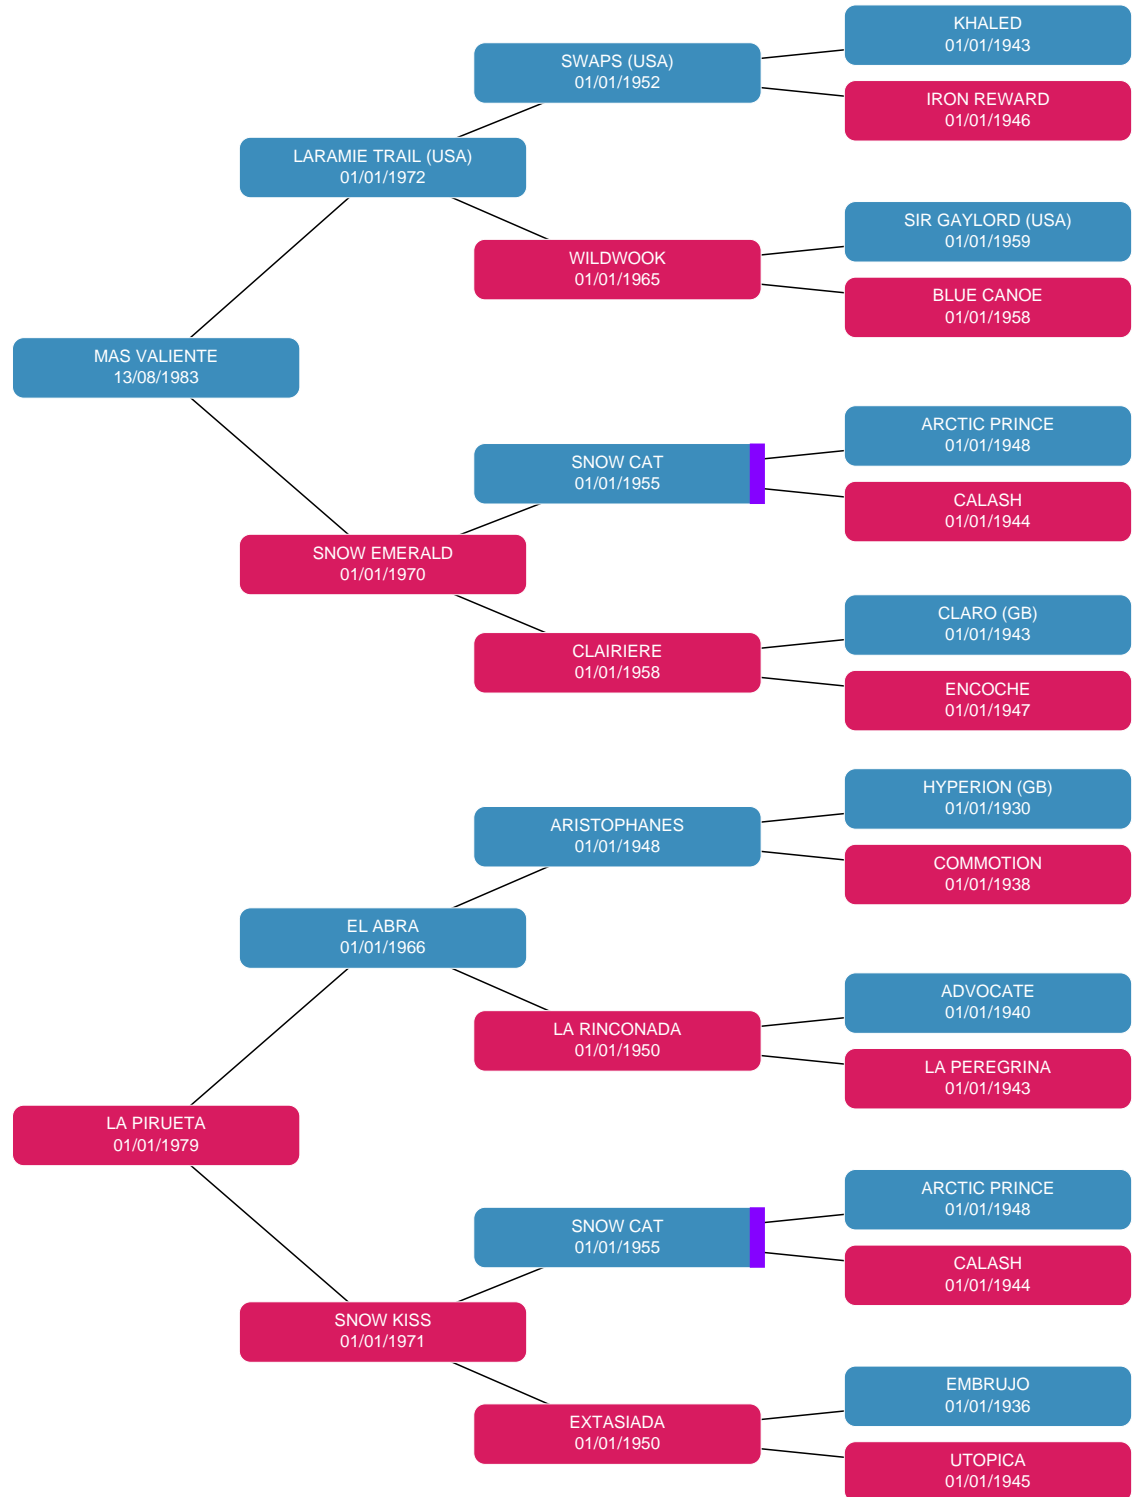 KHALED
01/01/1943
SWAPS (USA)
01/01/1952
IRON REWARD
01/01/1946
LARAMIE TRAIL (USA)
01/01/1972
SIR GAYLORD (USA)
01/01/1959
WILDWOOK
01/01/1965
BLUE CANOE
01/01/1958
MAS VALIENTE
13/08/1983
ARCTIC PRINCE
01/01/1948
SNOW CAT
01/01/1955
CALASH
01/01/1944
SNOW EMERALD
01/01/1970
CLARO (GB)
01/01/1943
CLAIRIERE
01/01/1958
ENCOCHE
01/01/1947
HYPERION (GB)
01/01/1930
ARISTOPHANES
01/01/1948
COMMOTION
01/01/1938
EL ABRA
01/01/1966
ADVOCATE
01/01/1940
LA RINCONADA
01/01/1950
LA PEREGRINA
01/01/1943
LA PIRUETA
01/01/1979
ARCTIC PRINCE
01/01/1948
SNOW CAT
01/01/1955
CALASH
01/01/1944
SNOW KISS
01/01/1971
EMBRUJO
01/01/1936
EXTASIADA
01/01/1950
UTOPICA
01/01/1945